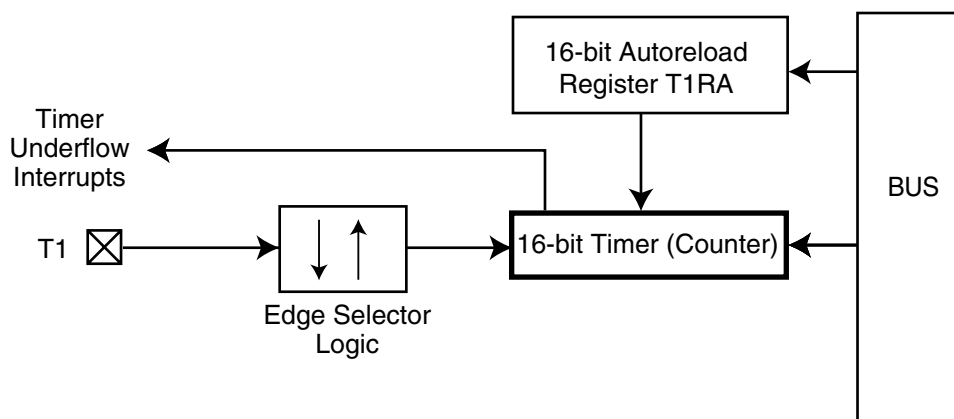 16-bit Autoreload
Register T1RA
Timer
Underflow
Interrupts
BUS
T1
16-bit Timer (Counter)
Edge Selector
Logic